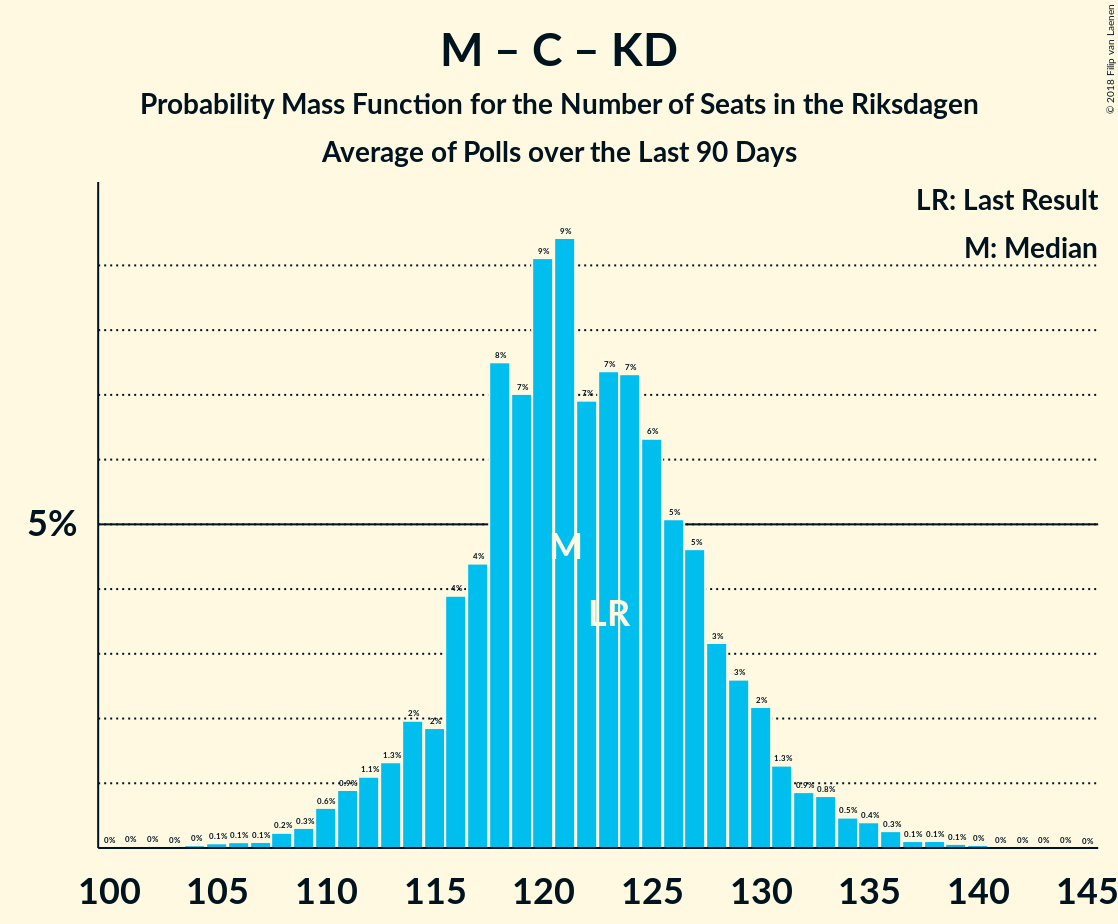 M – C – KD
Probability Mass Function for the Number of Seats in the Riksdagen
Average of Polls over the Last 90 Days
© 2018 Filip van Laenen
LR: Last Result
M: Median
5%
0% 0% 0% 0% 0% 0.1% 0.1% 0.1% 0.2% 0.3% 0.6% 0.9% 1.1% 1.3% 2% 2% 4% 4% 8% 7% 9% 9% 7% 7% 7% 6% 5% 5% 3% 3% 2% 1.3% 0.9% 0.8% 0.5% 0.4% 0.3% 0.1% 0.1% 0.1% 0% 0% 0% 0% 0% 0%
M
LR
100 105 110 115 120 125 130 135 140 145